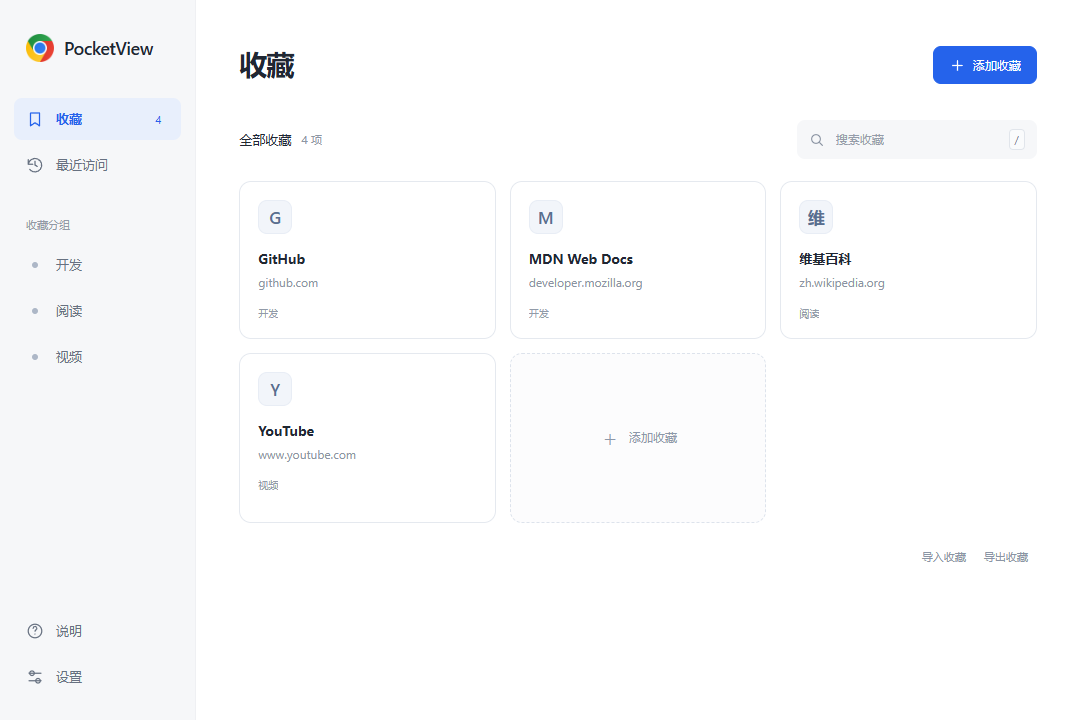 PocketView
收藏 4
最近访问
收藏分组
开发
阅读
视频
说明
设置
收藏
添加收藏
全部收藏 4 项
搜索收藏 /
G
GitHub
github.com
开发
M
MDN Web Docs
developer.mozilla.org
开发
维
维基百科
zh.wikipedia.org
阅读
Y
YouTube
www.youtube.com
视频
添加收藏
导入收藏 导出收藏